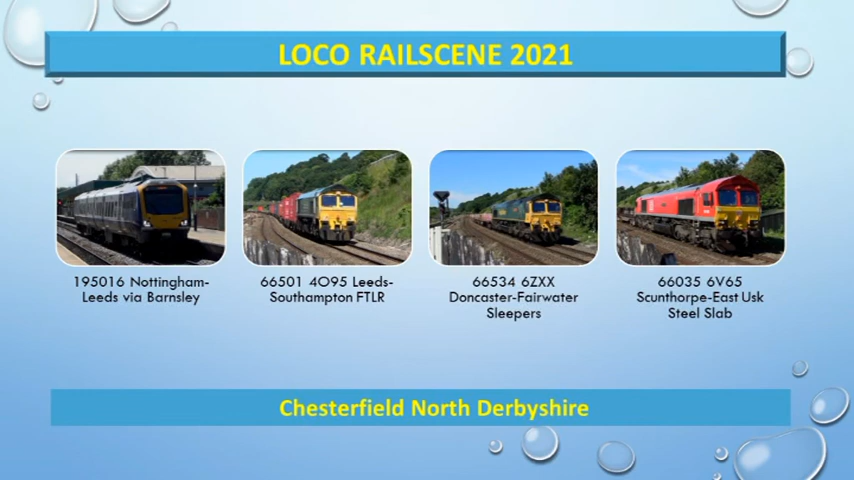 LOCO RAILSCENE 2021
195016 Nottingham-
Leeds via Barnsley
66501 4O95 Leeds-
Southampton FTLR
66534 6ZXX
Doncaster-Fairwater
Sleepers
66035 6V65
Scunthorpe-East Usk
Steel Slab
Chesterfield North Derbyshire